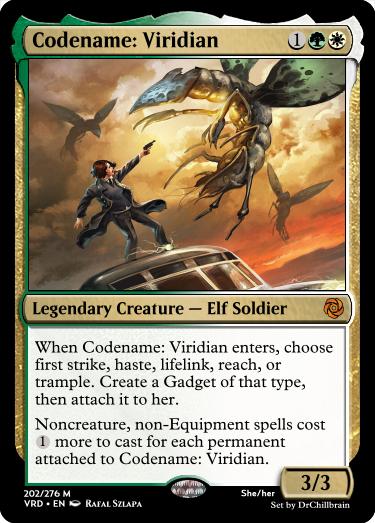 Codename: Viridian 1
Legendary Creature — Elf Soldier
When Codename: Viridian enters, choose
first strike, haste, lifelink, reach, or
trample. Create a Gadget of that type,
then attach it to her.
Noncreature, non-Equipment spells cost
1 more to cast for each permanent
attached to Codename: Viridian.
3/3
202/276 M
VRD • EN Rafal Szlapa
She/her
Set by DrChillbrain